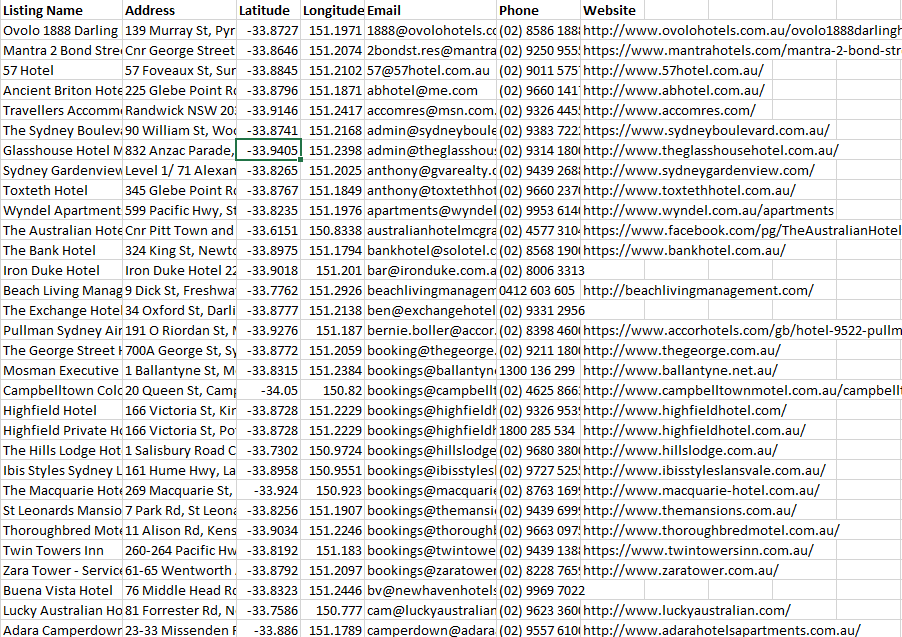 Listing Name Address Latitude Longitude Email Phone Website
Ovolo 1888 Darling 139 Murray St, Pyr -33.8727 151.1971 1888@ovolohotels.co (02) 8586 1888 http://www.ovolohotels.com.au/ovolo1888darlingh
Mantra 2 Bond Stre Cnr George Street -33.8646 151.2074 2bondst.res@mantra (02) 9250 955 https://www.mantrahotels.com/mantra-2-bond-str
57 Hotel 57 Foveaux St, Sur -33.8845 151.2102 57@57hotel.com.au (02) 9011 575 http://www.57hotel.com.au/
Ancient Briton Hote 225 Glebe Point Ro -33.8796 151.1871 abhotel@me.com (02) 9660 141 http://www.abhotel.com.au/
Travellers Accomm Randwick NSW 20 -33.9146 151.2417 accomres@msn.com (02) 9326 445 http://www.accomres.com/
The Sydney Bouleva 90 William St, Woo -33.8741 151.2168 admin@sydneyboule (02) 9383 722 https://www.sydneyboulevard.com.au/
Glasshouse Hotel M 832 Anzac Parade, -33.9405 151.2398 admin@theglasshou (02) 9314 180 http://www.theglasshousehotel.com.au/
Sydney Gardenview Level 1/ 71 Alexan -33.8265 151.2025 anthony@gvarealty.c (02) 9439 268 http://www.sydneygardenview.com/
Toxteth Hotel 345 Glebe Point Ro -33.8767 151.1849 anthony@toxtethhot (02) 9660 237 http://www.toxtethhotel.com.au/
Wyndel Apartment 599 Pacific Hwy, St -33.8235 151.1976 apartments@wyndel (02) 9953 614 http://www.wyndel.com.au/apartments
The Australian Hote Cnr Pitt Town and -33.6151 150.8338 australianhotelmcgra (02) 4577 310 https://www.facebook.com/pg/TheAustralianHotel
The Bank Hotel 324 King St, Newto -33.8975 151.1794 bankhotel@solotel.c (02) 8568 190 https://www.bankhotel.com.au/
Iron Duke Hotel Iron Duke Hotel 22 -33.9018 151.201 bar@ironduke.com.a (02) 8006 3313
Beach Living Manag 9 Dick St, Freshwa -33.7762 151.2926 beachlivingmanagem 0412 603 605 http://beachlivingmanagement.com/
The Exchange Hotel 34 Oxford St, Darli -33.8777 151.2138 ben@exchangehotel (02) 9331 2956
Pullman Sydney Air 191 O Riordan St, M -33.9276 151.187 bernie.boller@accor. (02) 8398 460 https://www.accorhotels.com/gb/hotel-9522-pullm
The George Street H 700A George St, Sy -33.8772 151.2059 booking@thegeorge. (02) 9211 180 http://www.thegeorge.com.au/
Mosman Executive 1 Ballantyne St, M -33.8315 151.2384 booking@ballantyn 1300 136 299 http://www.ballantyne.net.au/
Campbelltown Colo 20 Queen St, Camp -34.05 150.82 bookings@campbellt (02) 4625 866 http://www.campbelltownmotel.com.au/campbellt
Highfield Hotel 166 Victoria St, Kin -33.8728 151.2229 bookings@highfieldh (02) 9326 953 http://www.highfieldhotel.com/
Highfield Private Ho 166 Victoria St, Po -33.8728 151.2229 bookings@highfieldh 1800 285 534 http://www.highfieldhotel.com.au/
The Hills Lodge Hot 1 Salisbury Road C -33.7302 150.9724 bookings@hillslodge (02) 9680 380 http://www.hillslodge.com.au/
Ibis Styles Sydney L 161 Hume Hwy, La -33.8958 150.9551 bookings@ibisstyles (02) 9727 525 http://www.ibisstyleslansvale.com.au/
The Macquarie Hote 269 Macquarie St, -33.924 150.923 bookings@macquarie (02) 8763 169 http://www.macquarie-hotel.com.au/
St Leonards Mansio 7 Park Rd, St Leona -33.8256 151.1907 bookings@themansi (02) 9439 699 http://www.themansions.com.au/
Thoroughbred Mote 11 Alison Rd, Kens -33.9034 151.2246 bookings@thorough (02) 9663 097 http://www.thoroughbredmotel.com.au/
Twin Towers Inn 260-264 Pacific Hw -33.8192 151.183 bookings@twintowe (02) 9439 138 https://www.twintowersinn.com.au/
Zara Tower - Service 61-65 Wentworth -33.8792 151.2097 bookings@zaratower (02) 8228 765 http://www.zaratower.com.au/
Buena Vista Hotel 76 Middle Head Ro -33.8323 151.2446 bv@newhavenhotels (02) 9969 7022
Lucky Australian Ho 81 Forrester Rd, N -33.7586 150.777 cam@luckyaustralian (02) 9623 360 http://www.luckyaustralian.com/
Adara Camperdown 23-33 Missenden R -33.886 151.1789 camperdown@adara (02) 9557 610 http://www.adarahotelsapartments.com.au/